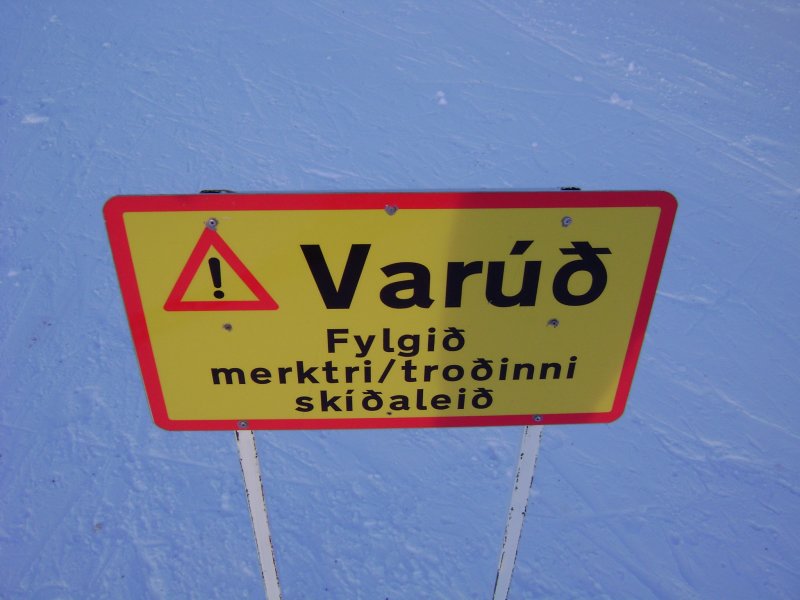 Varúð
Fylgið
merktri/troðinni
skíðaleið